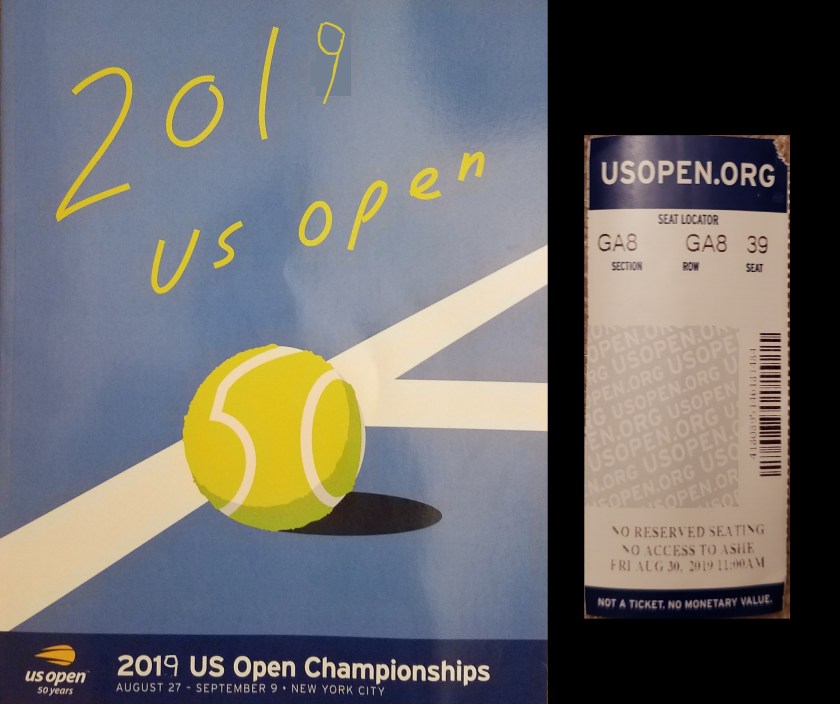 2019
us open
50
us open
50 years
2019 US Open Championships
AUGUST 27 - SEPTEMBER 9 • NEW YORK CITY
USOPEN.ORG
SEAT LOCATOR
GA8 GA8 39
SECTION ROW SEAT
USOPEN.ORG
NO RESERVED SEATING
NO ACCESS TO ASHE
FRI AUG 30, 2019 11:00AM
NOT A TICKET. NO MONETARY VALUE.